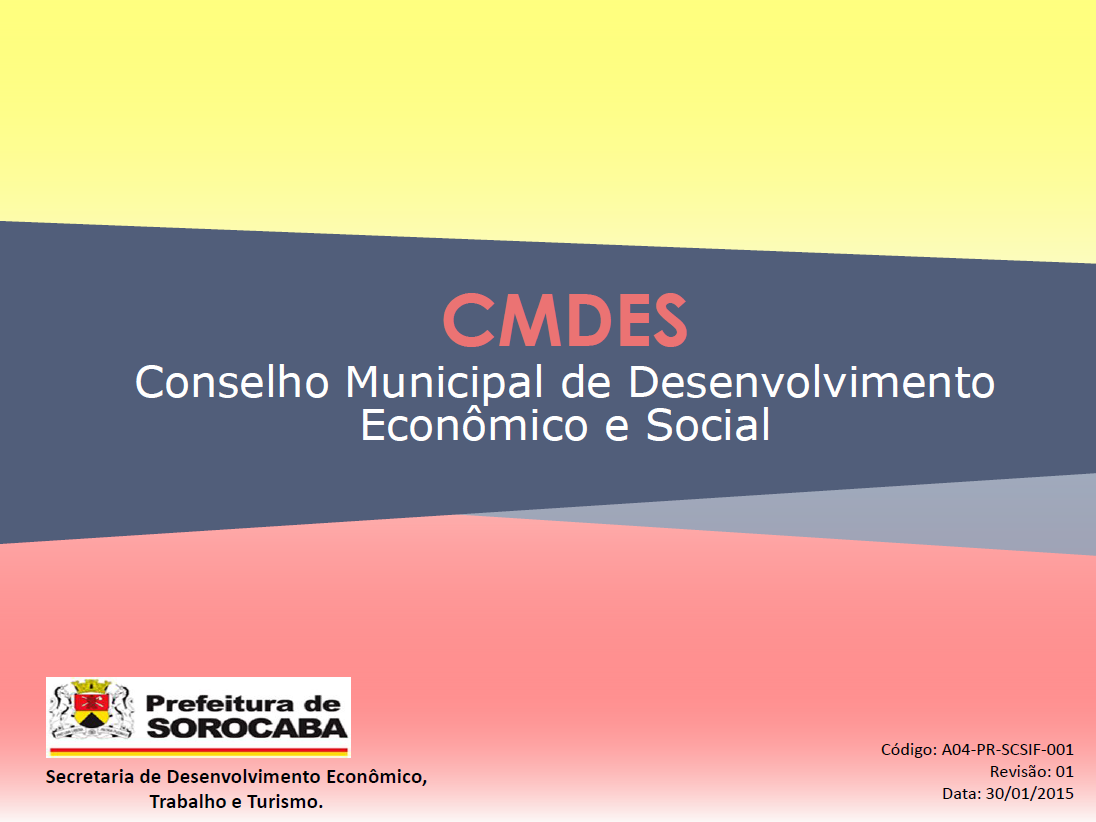 CMDES
Conselho Municipal de Desenvolvimento
Econômico e Social
Prefeitura de
SOROCABA
Secretaria de Desenvolvimento Econômico,
Trabalho e Turismo.
Código: A04-PR-SCSIF-001
Revisão: 01
Data: 30/01/2015